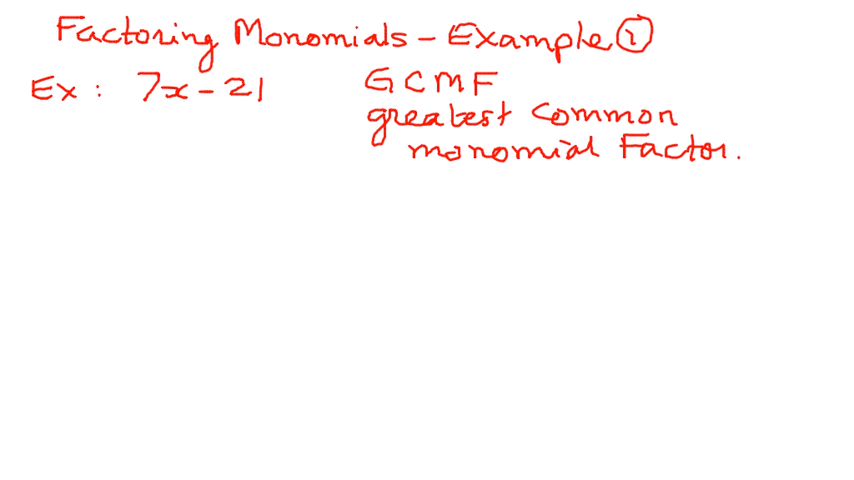 Factoring Monomials - Example ①
Ex: 7x - 21
GCMF
greatest common
monomial Factor.